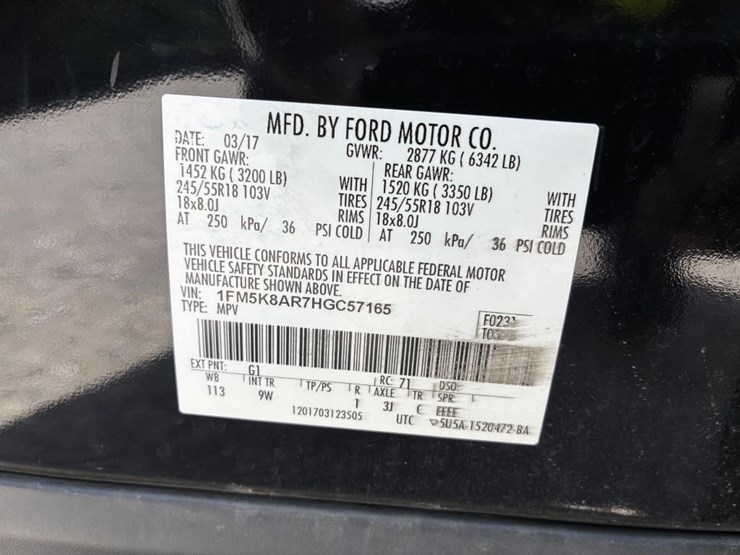 MFD. BY FORD MOTOR CO.
DATE: 03/17
GVWR: 2877 KG ( 6342 LB)
FRONT GAWR:
1452 KG ( 3200 LB)
245/55R18 103V
18x8.0J
AT 250 kPa/ 36 PSI COLD
WITH
TIRES
RIMS
REAR GAWR:
1520 KG ( 3350 LB)
245/55R18 103V
18x8.0J
AT 250 kPa/ 36 PSI COLD
WITH
TIRES
RIMS
THIS VEHICLE CONFORMS TO ALL APPLICABLE FEDERAL MOTOR
VEHICLE SAFETY STANDARDS IN EFFECT ON THE DATE OF
MANUFACTURE SHOWN ABOVE.
VIN: 1FM5K8AR7HGC57165
TYPE: MPV
EXT PNT: G1 RC: 71 DSO:
WB INT TR TP/PS R AXLE TR SPR
113 9W 1 3J C EEEE
1201703123505 UTC ▽5U5A-1520472-BA